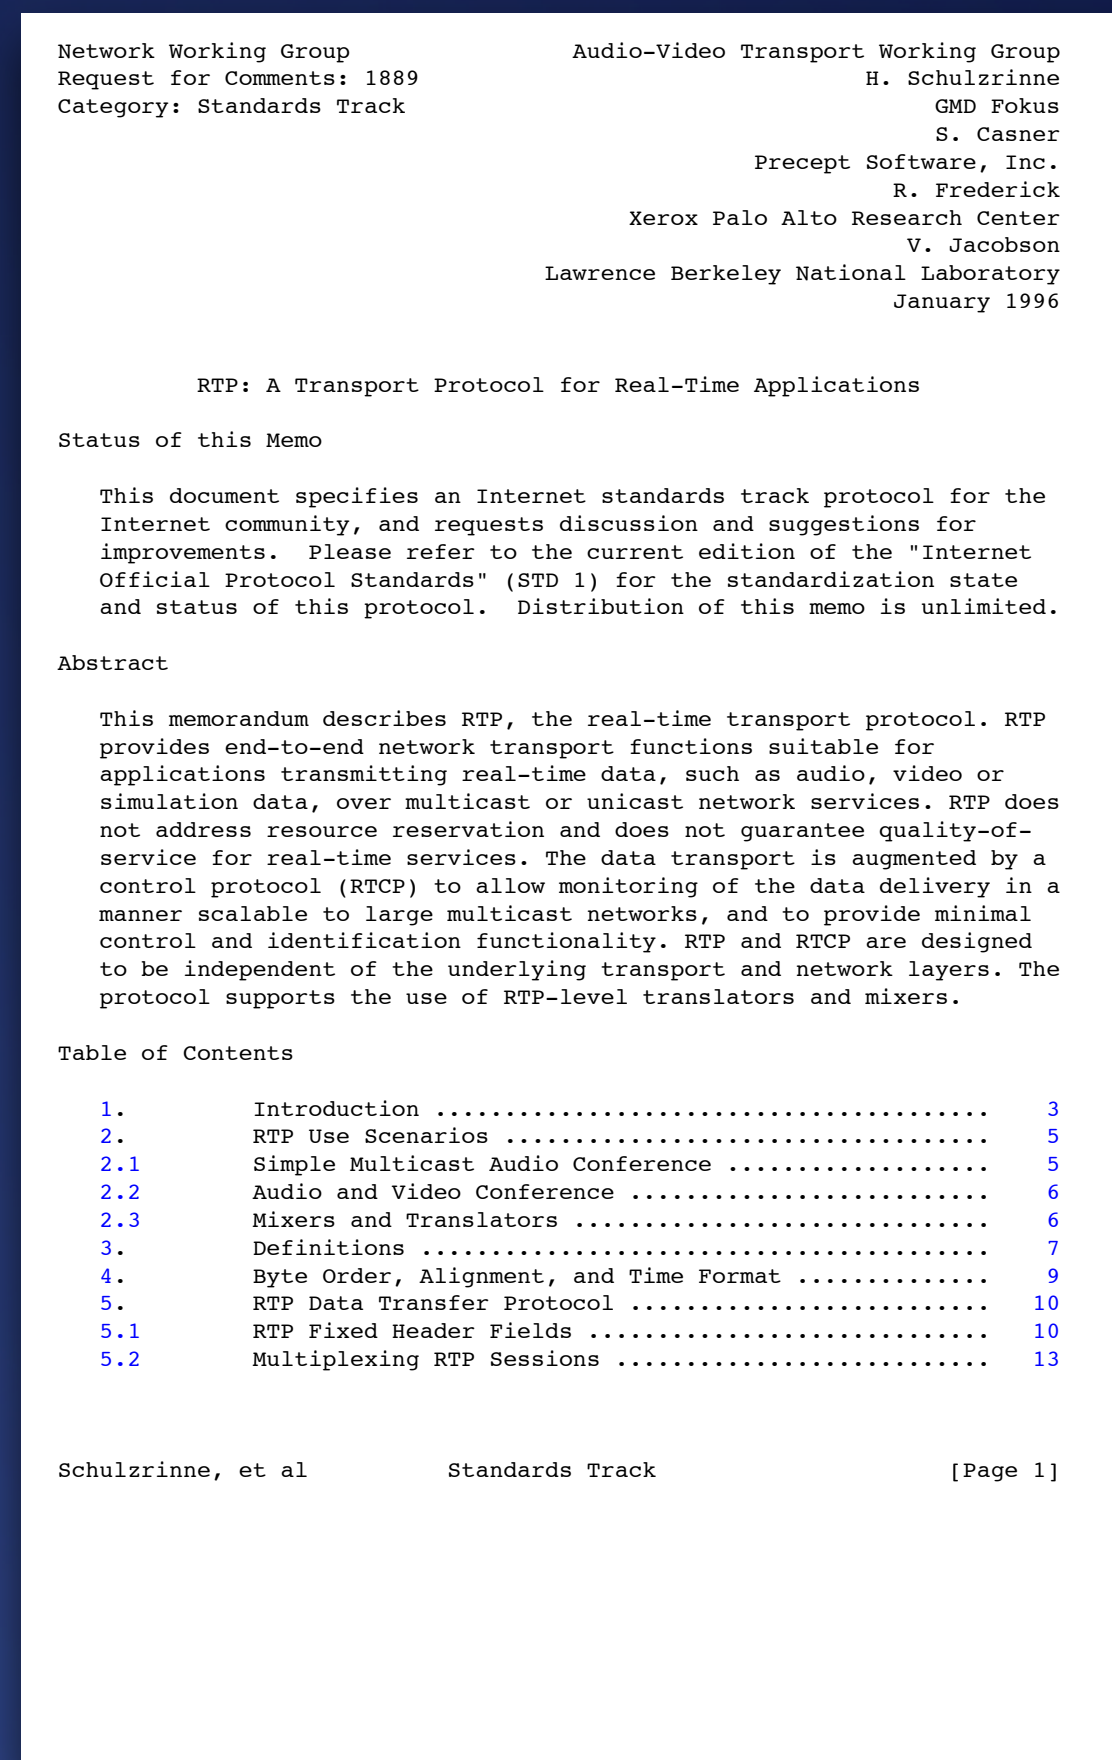 Network Working Group                Audio-Video Transport Working Group
Request for Comments: 1889                                H. Schulzrinne
Category: Standards Track                                      GMD Fokus
                                                               S. Casner
                                                  Precept Software, Inc.
                                                            R. Frederick
                                         Xerox Palo Alto Research Center
                                                             V. Jacobson
                                   Lawrence Berkeley National Laboratory
                                                            January 1996
          RTP: A Transport Protocol for Real-Time Applications
Status of this Memo
   This document specifies an Internet standards track protocol for the
   Internet community, and requests discussion and suggestions for
   improvements.  Please refer to the current edition of the "Internet
   Official Protocol Standards" (STD 1) for the standardization state
   and status of this protocol.  Distribution of this memo is unlimited.
Abstract
   This memorandum describes RTP, the real-time transport protocol. RTP
   provides end-to-end network transport functions suitable for
   applications transmitting real-time data, such as audio, video or
   simulation data, over multicast or unicast network services. RTP does
   not address resource reservation and does not guarantee quality-of-
   service for real-time services. The data transport is augmented by a
   control protocol (RTCP) to allow monitoring of the data delivery in a
   manner scalable to large multicast networks, and to provide minimal
   control and identification functionality. RTP and RTCP are designed
   to be independent of the underlying transport and network layers. The
   protocol supports the use of RTP-level translators and mixers.
Table of Contents
   1.         Introduction ........................................    3
   2.         RTP Use Scenarios ...................................    5
   2.1        Simple Multicast Audio Conference ...................    5
   2.2        Audio and Video Conference ..........................    6
   2.3        Mixers and Translators ..............................    6
   3.         Definitions .........................................    7
   4.         Byte Order, Alignment, and Time Format ..............    9
   5.         RTP Data Transfer Protocol ..........................   10
   5.1        RTP Fixed Header Fields .............................   10
   5.2        Multiplexing RTP Sessions ...........................   13
Schulzrinne, et al          Standards Track                     [Page 1]